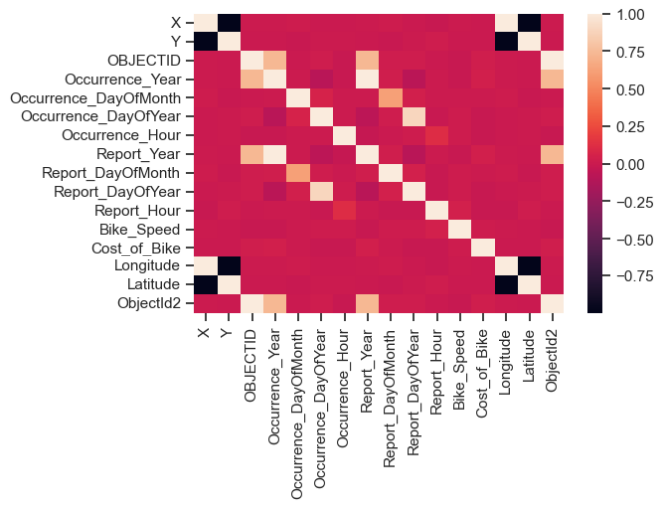 X
Y
OBJECTID
Occurrence_Year
Occurrence_DayOfMonth
Occurrence_DayOfYear
Occurrence_Hour
Report_Year
Report_DayOfMonth
Report_DayOfYear
Report_Hour
Bike_Speed
Cost_of_Bike
Longitude
Latitude
ObjectId2
X
Y
OBJECTID
Occurrence_Year
Occurrence_DayOfMonth
Occurrence_DayOfYear
Occurrence_Hour
Report_Year
Report_DayOfMonth
Report_DayOfYear
Report_Hour
Bike_Speed
Cost_of_Bike
Longitude
Latitude
ObjectId2
1.00
0.75
0.50
0.25
0.00
−0.25
−0.50
−0.75